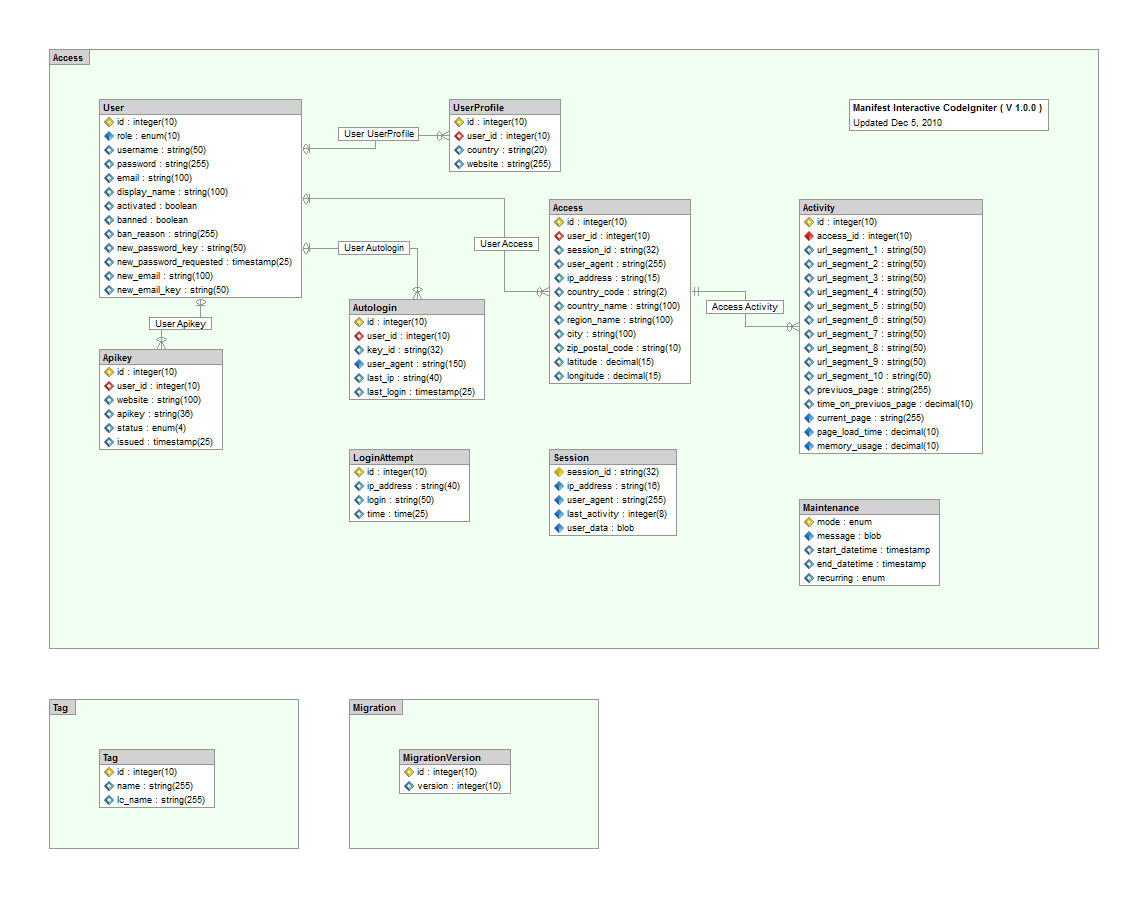 Access
Manifest Interactive CodeIgniter ( V 1.0.0 )
Updated Dec 5, 2010
User
id : integer(10)
role : enum(10)
username : string(50)
password : string(255)
email : string(100)
display_name : string(100)
activated : boolean
banned : boolean
ban_reason : string(255)
new_password_key : string(50)
new_password_requested : timestamp(25)
new_email : string(100)
new_email_key : string(50)
User UserProfile
UserProfile
id : integer(10)
user_id : integer(10)
country : string(20)
website : string(255)
User Access
User Autologin
User Apikey
Access
id : integer(10)
user_id : integer(10)
session_id : string(32)
user_agent : string(255)
ip_address : string(15)
country_code : string(2)
country_name : string(100)
region_name : string(100)
city : string(100)
zip_postal_code : string(10)
latitude : decimal(15)
longitude : decimal(15)
Access Activity
Activity
id : integer(10)
access_id : integer(10)
url_segment_1 : string(50)
url_segment_2 : string(50)
url_segment_3 : string(50)
url_segment_4 : string(50)
url_segment_5 : string(50)
url_segment_6 : string(50)
url_segment_7 : string(50)
url_segment_8 : string(50)
url_segment_9 : string(50)
url_segment_10 : string(50)
previuos_page : string(255)
time_on_previuos_page : decimal(10)
current_page : string(255)
page_load_time : decimal(10)
memory_usage : decimal(10)
Autologin
id : integer(10)
user_id : integer(10)
key_id : string(32)
user_agent : string(150)
last_ip : string(40)
last_login : timestamp(25)
Apikey
id : integer(10)
user_id : integer(10)
website : string(100)
apikey : string(36)
status : enum(4)
issued : timestamp(25)
LoginAttempt
id : integer(10)
ip_address : string(40)
login : string(50)
time : time(25)
Session
session_id : string(32)
ip_address : string(16)
user_agent : string(255)
last_activity : integer(8)
user_data : blob
Maintenance
mode : enum
message : blob
start_datetime : timestamp
end_datetime : timestamp
recurring : enum
Tag
Tag
id : integer(10)
name : string(255)
lc_name : string(255)
Migration
MigrationVersion
id : integer(10)
version : integer(10)